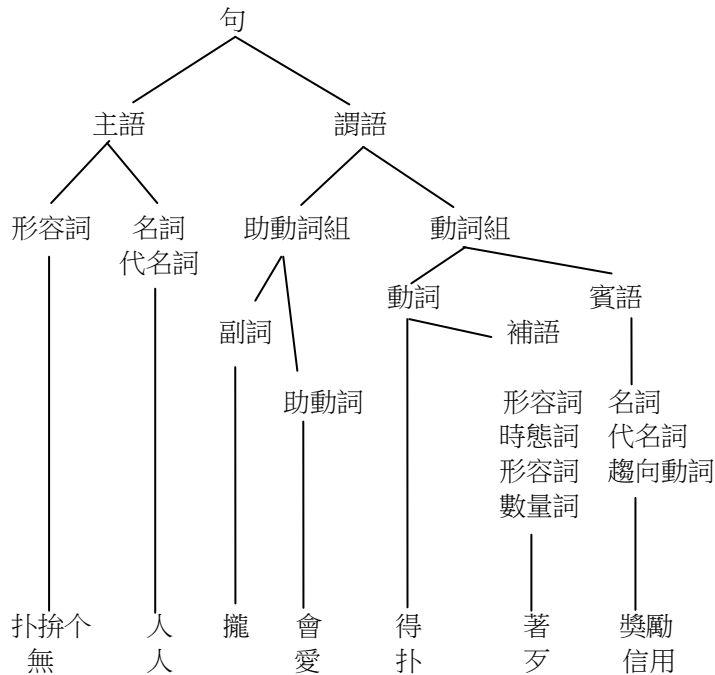 句
主語 謂語
形容詞 名詞 助動詞組 動詞組
代名詞
動詞 賓語
副詞 補語
助動詞 形容詞 名詞
時態詞 代名詞
形容詞 趨向動詞
數量詞
扑拚个 人 攏 會 得 著 獎勵
無 人 愛 扑 歹 信用